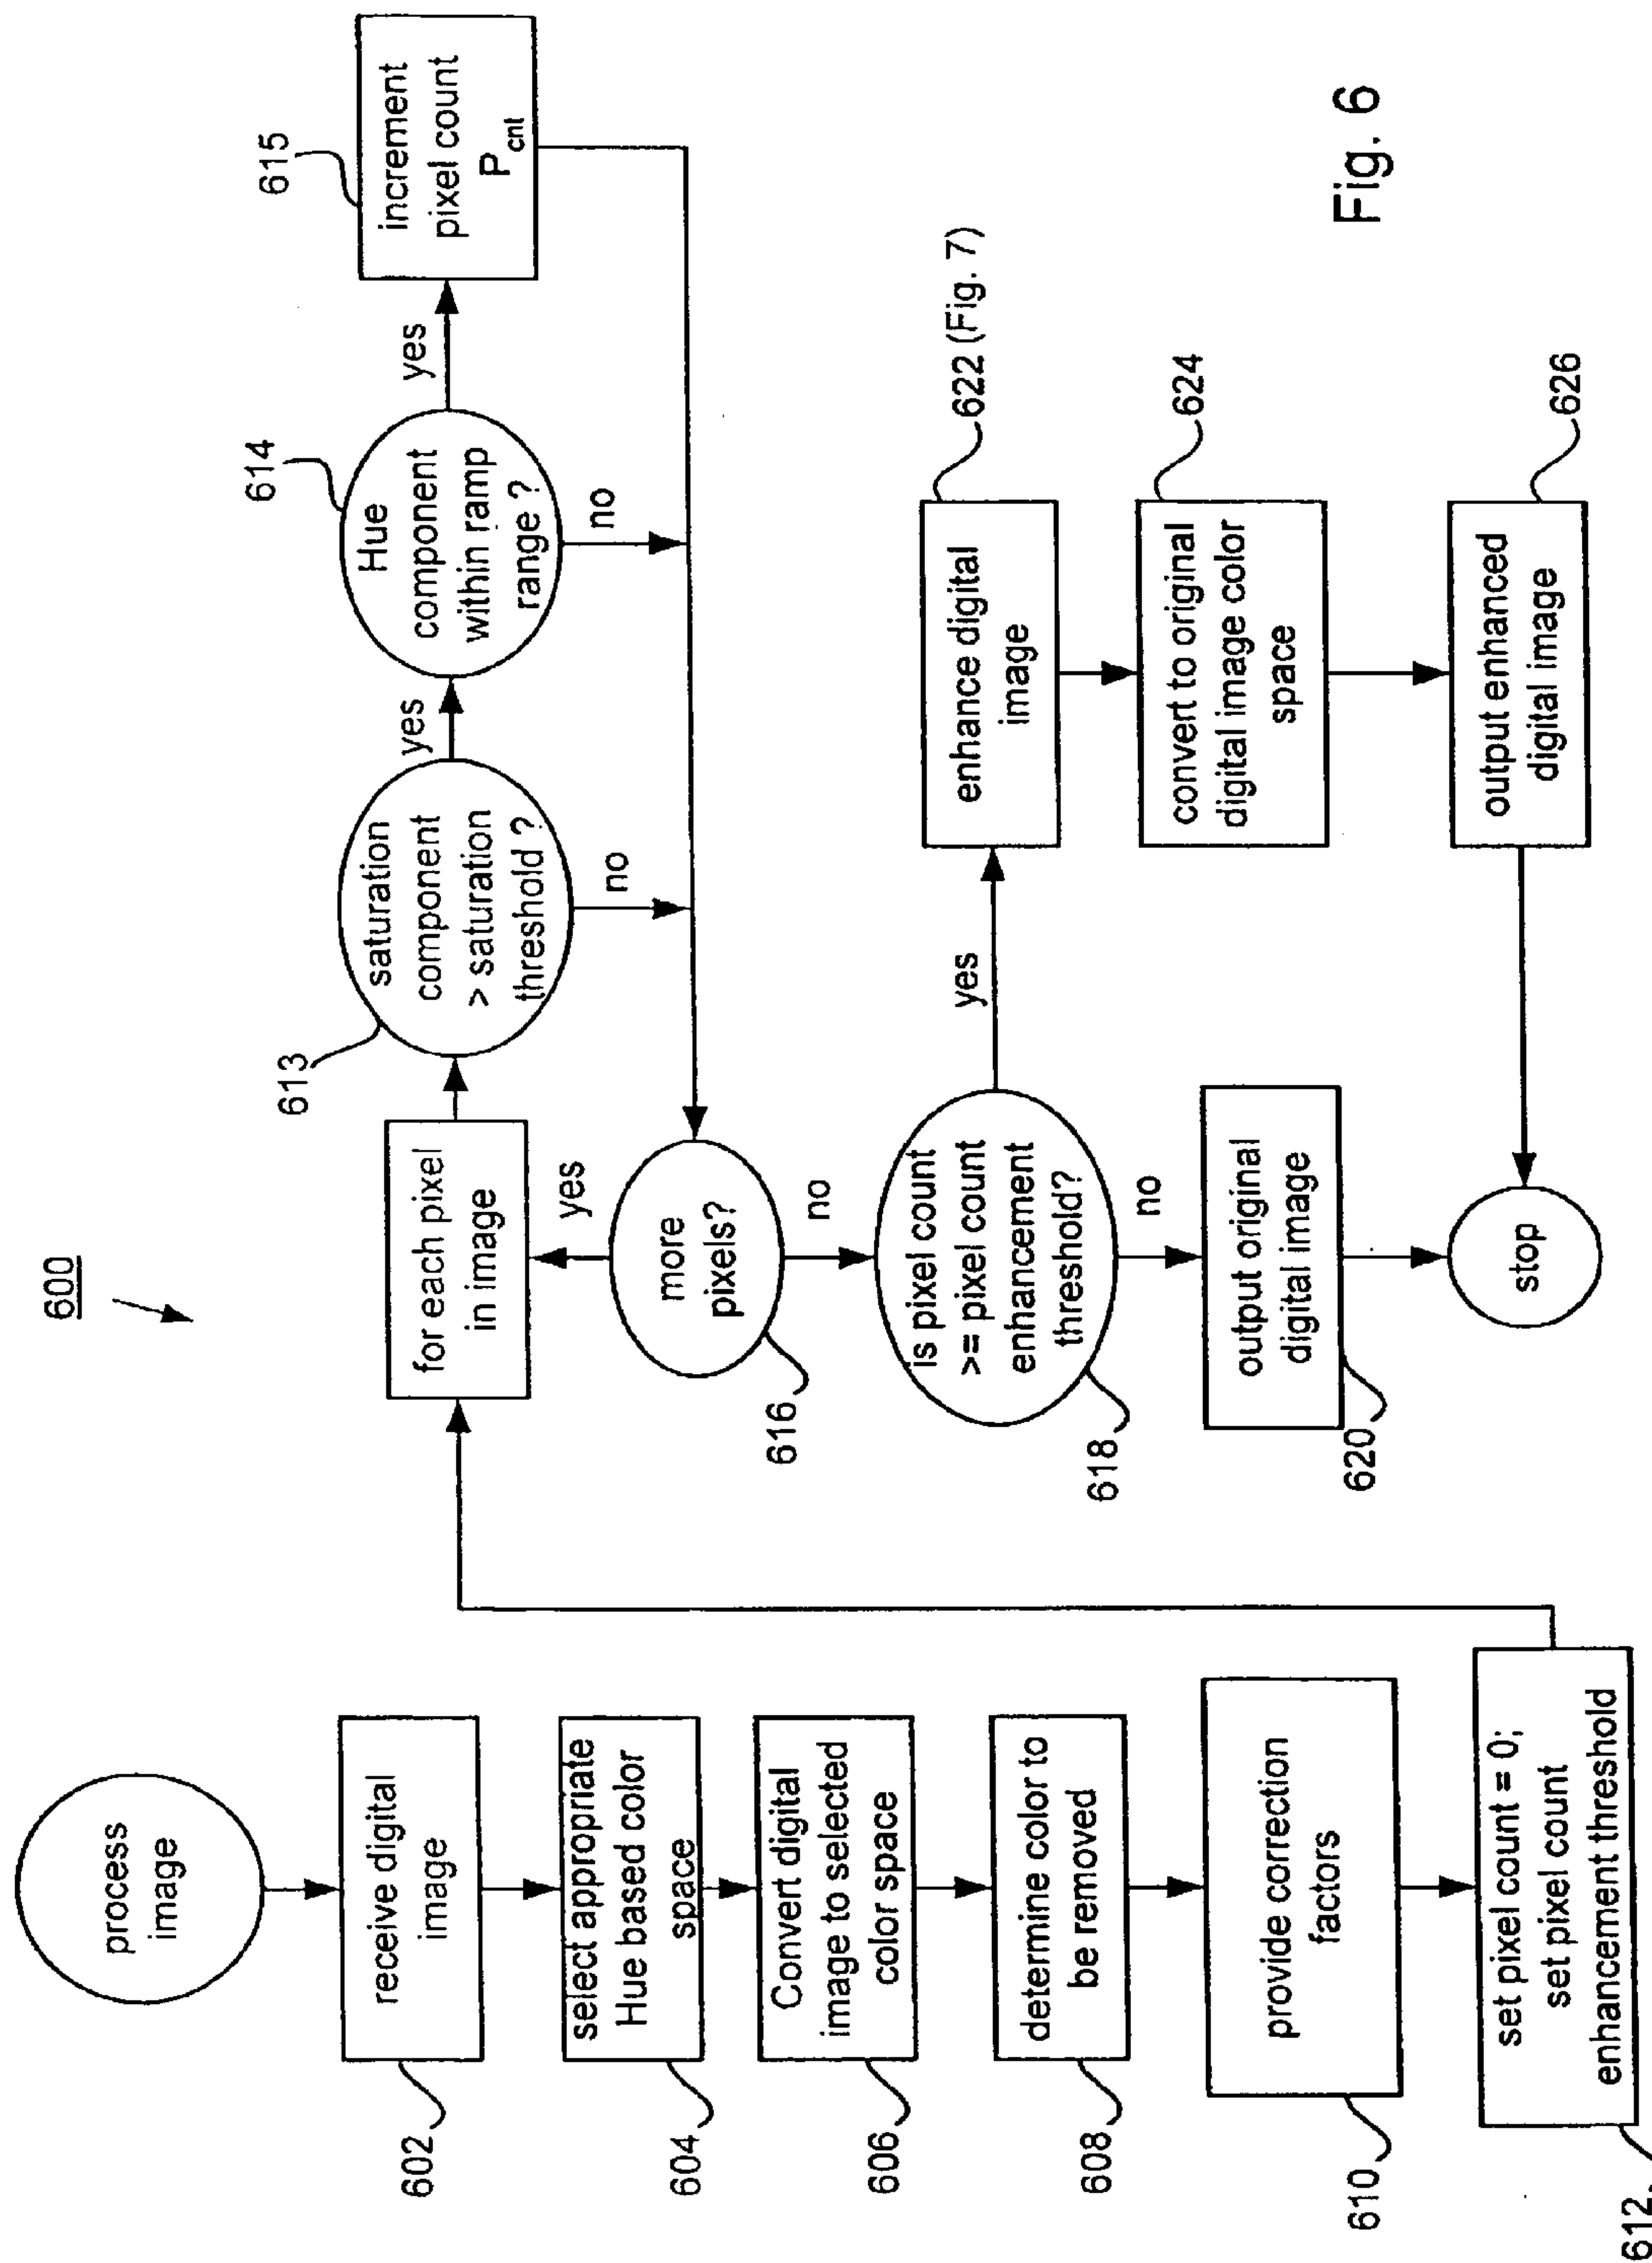 600
process
image
receive digital
image
602
select appropriate
Hue based color
space
604
Convert digital
image to selected
color space
606
determine color to
be removed
608
provide correction
factors
610
set pixel count = 0;
set pixel count
enhancement threshold
612
for each pixel
in image
613
saturation
component
> saturation
threshold ?
yes
no
614
Hue
component
within ramp
range ?
yes
no
615
increment
pixel count
Pcnt
more
pixels?
616
yes
no
is pixel count
>= pixel count
enhancement
threshold?
618
yes
no
output original
digital image
620
enhance digital
image
622 (Fig. 7)
convert to original
digital image color
space
624
output enhanced
digital image
626
stop
Fig. 6